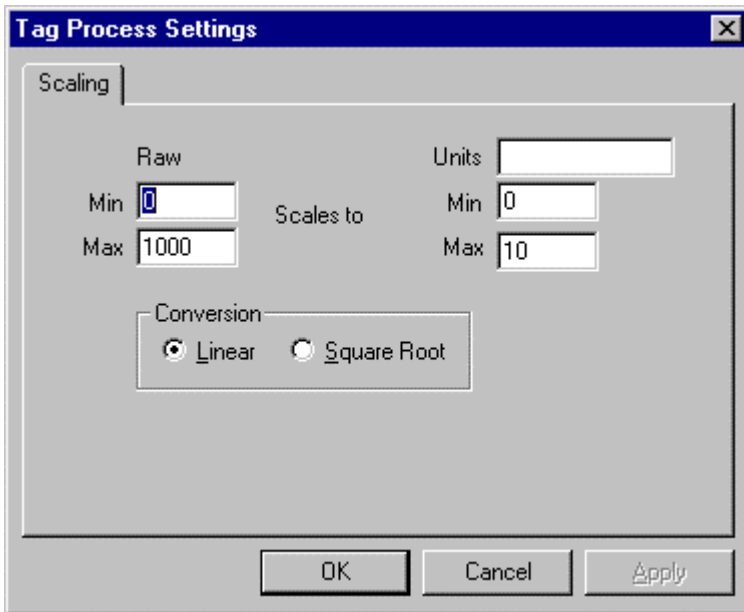 Tag Process Settings
Scaling
Raw
Units
Min 0
Scales to
Min 0
Max 1000
Max 10
Conversion
Linear
Square Root
OK
Cancel
Apply